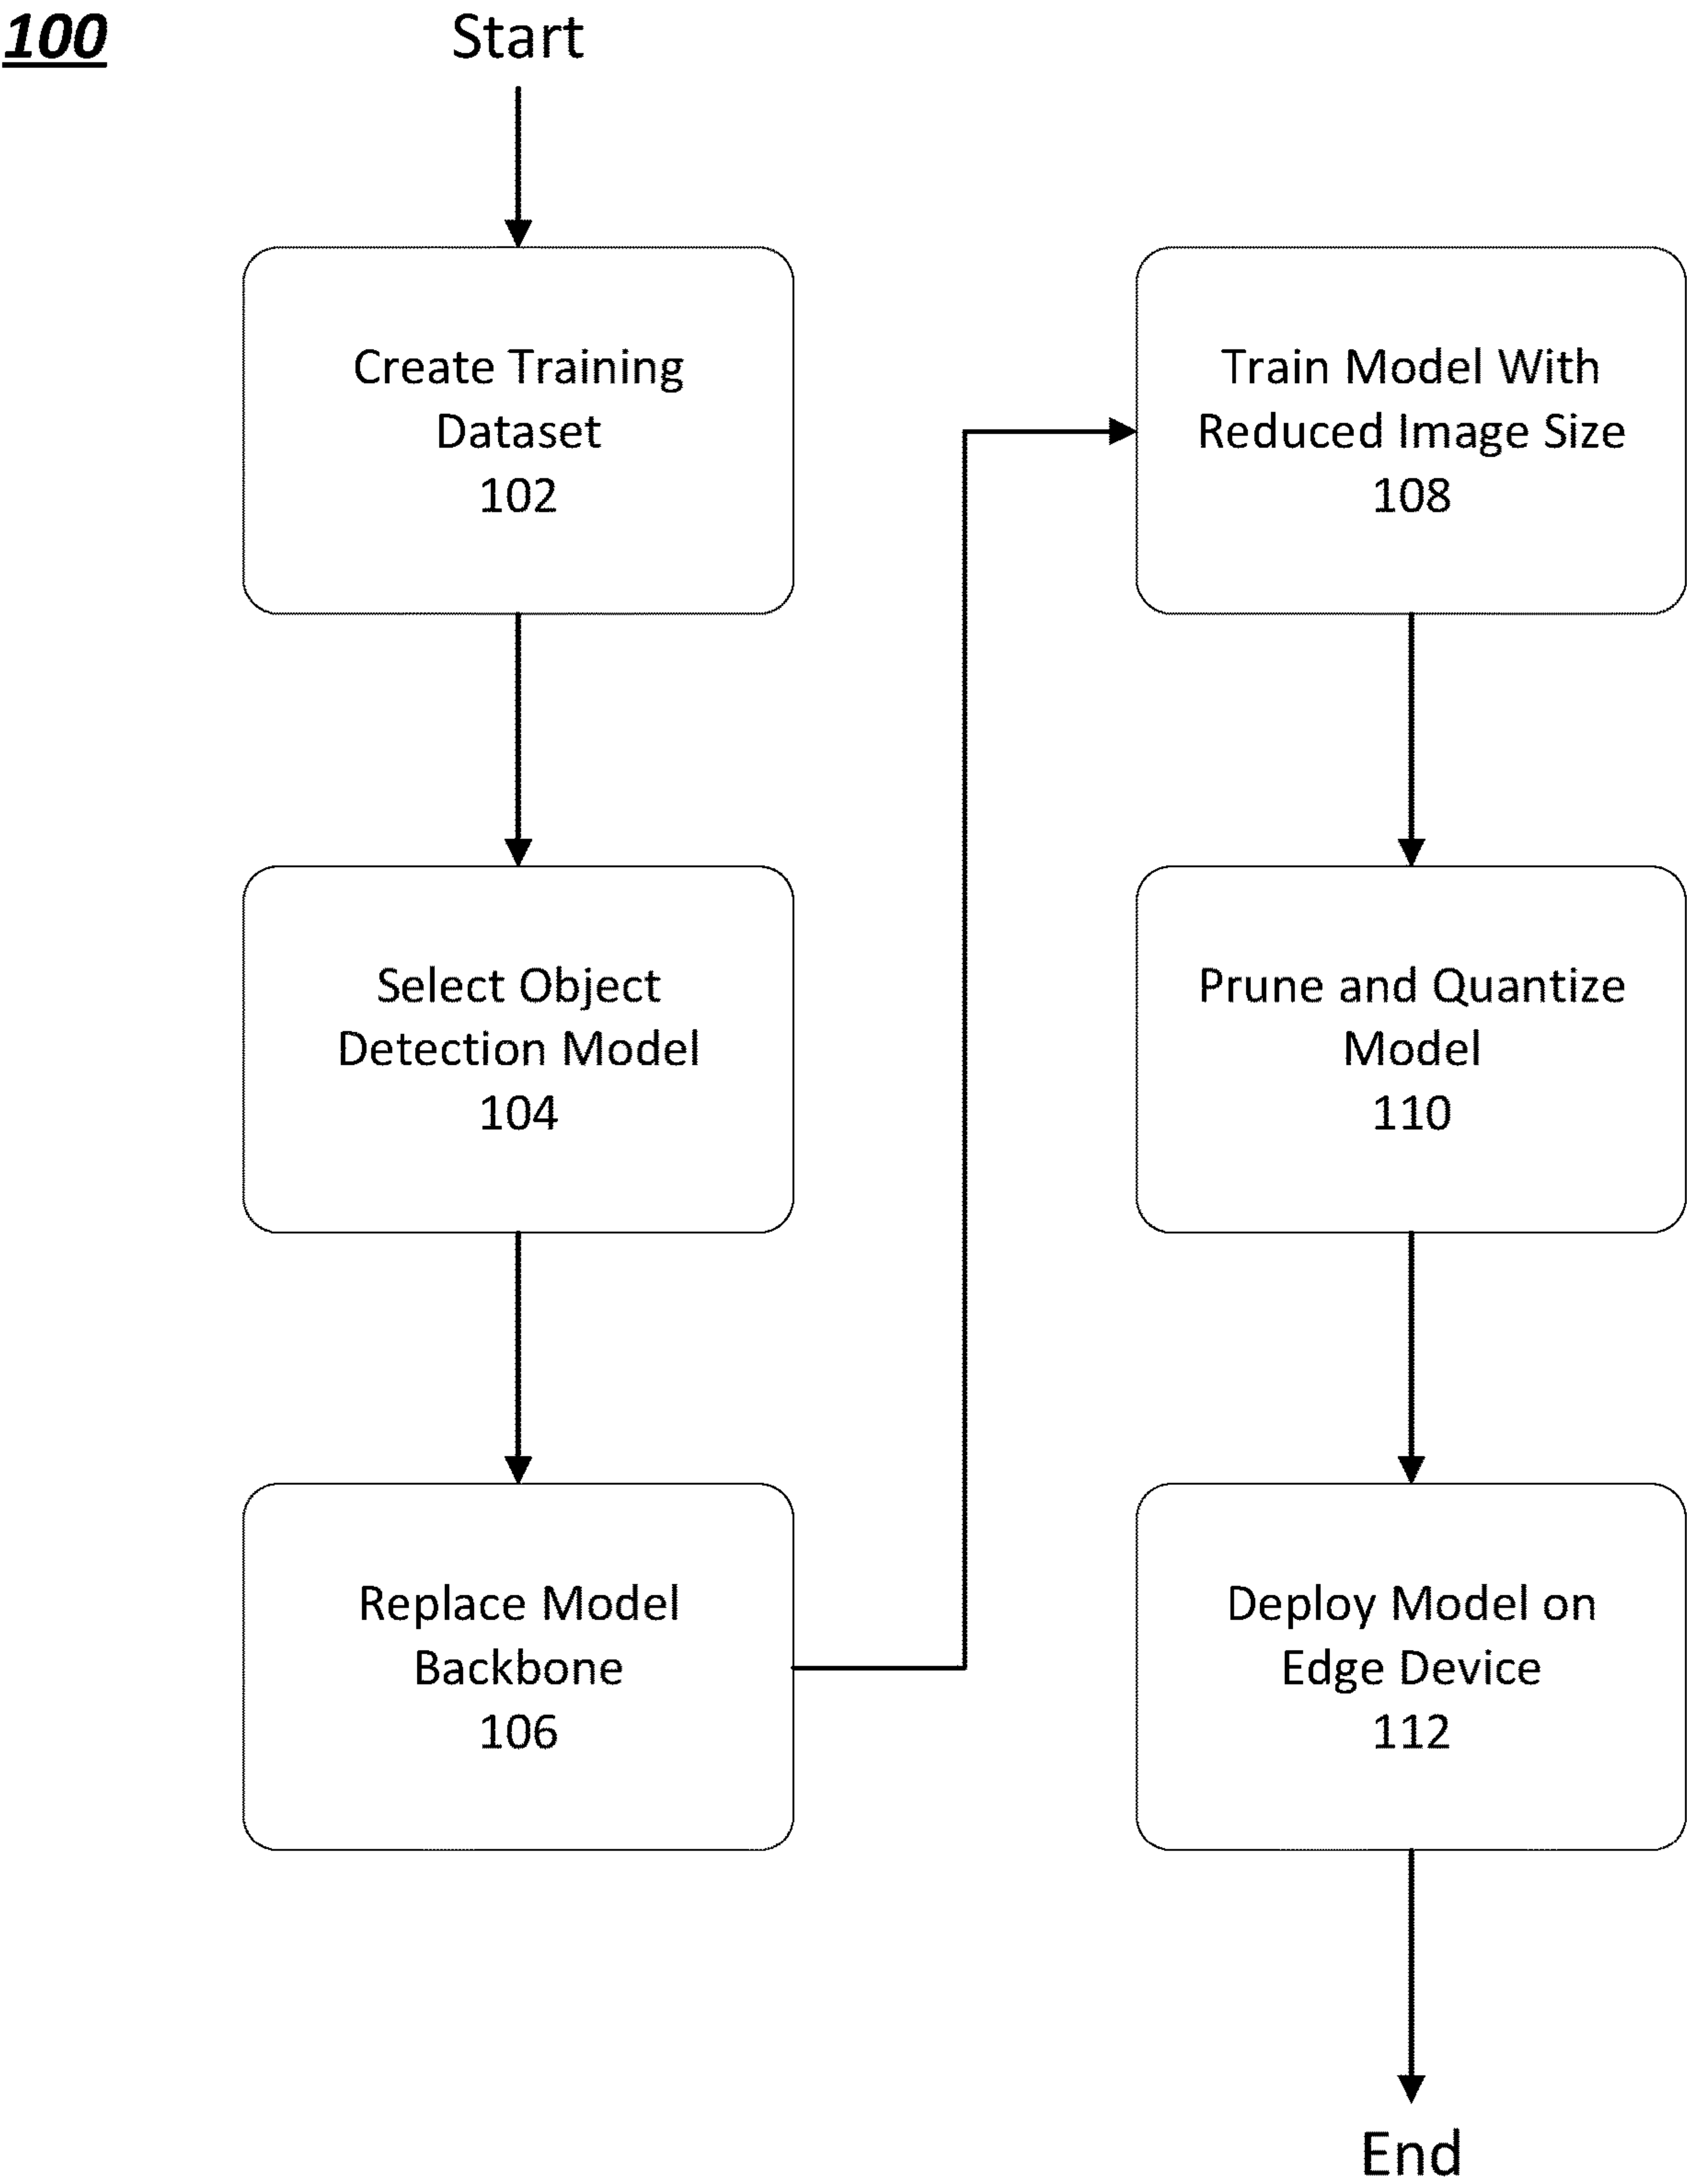 100
Start
Create Training
Dataset
102
Select Object
Detection Model
104
Replace Model
Backbone
106
Train Model With
Reduced Image Size
108
Prune and Quantize
Model
110
Deploy Model on
Edge Device
112
End